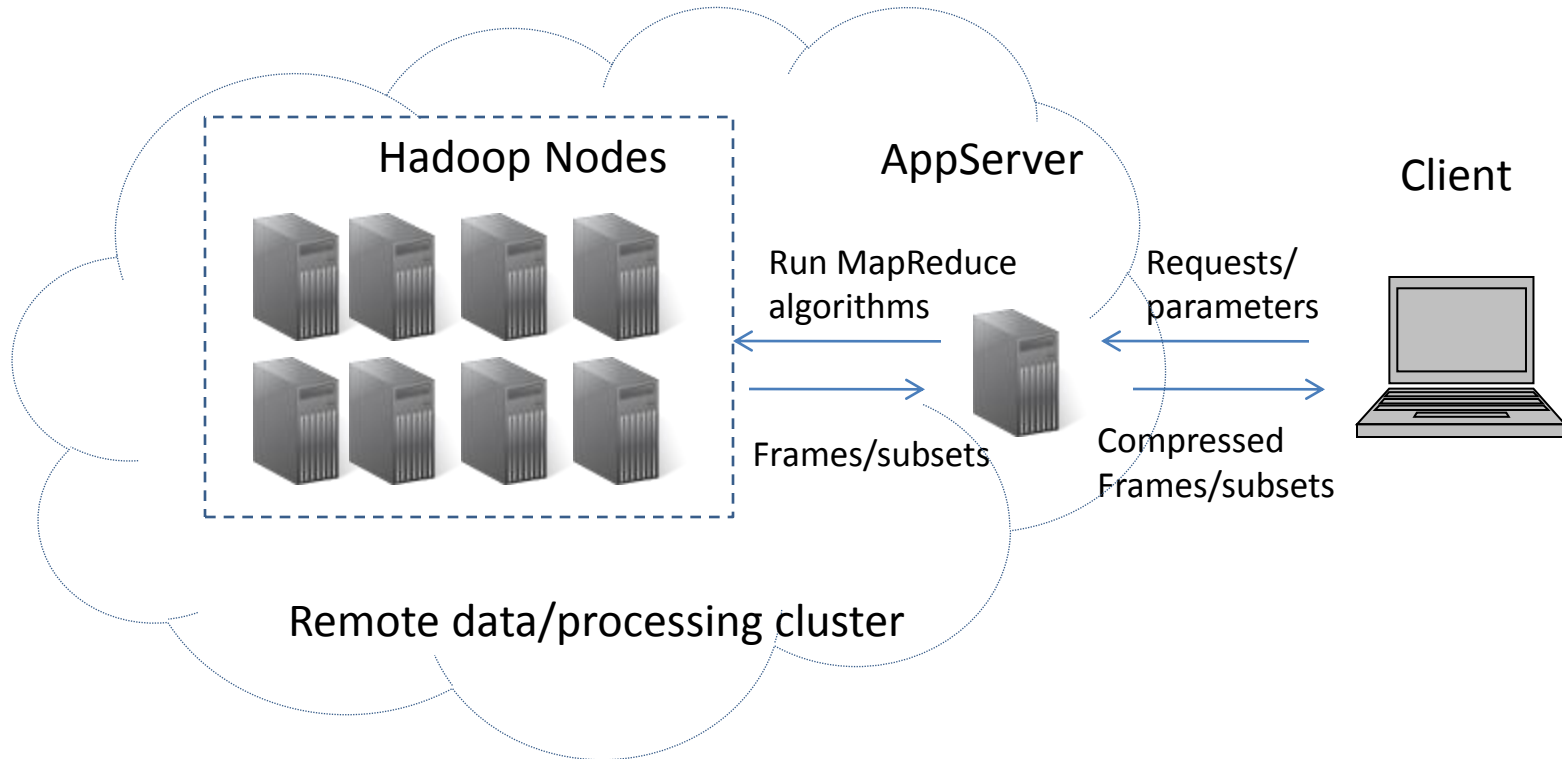 Hadoop Nodes
AppServer
Client
Run MapReduce
algorithms
Requests/
parameters
Frames/subsets
Compressed
Frames/subsets
Remote data/processing cluster